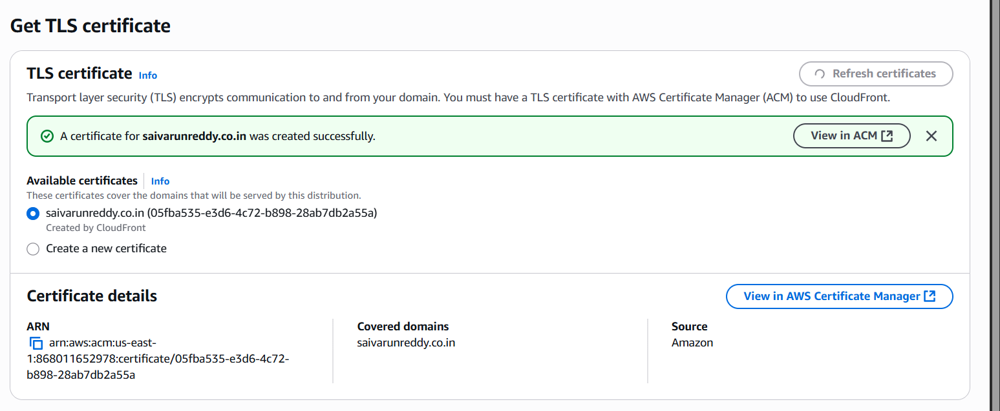 Get TLS certificate
TLS certificate Info
Refresh certificates
Transport layer security (TLS) encrypts communication to and from your domain. You must have a TLS certificate with AWS Certificate Manager (ACM) to use CloudFront.
A certificate for saivarunreddy.co.in was created successfully.
View in ACM
Available certificates Info
These certificates cover the domains that will be served by this distribution.
saivarunreddy.co.in (05fba535-e3d6-4c72-b898-28ab7db2a55a)
Created by CloudFront
Create a new certificate
Certificate details
View in AWS Certificate Manager
ARN
arn:aws:acm:us-east-
1:868011652978:certificate/05fba535-e3d6-4c72-
b898-28ab7db2a55a
Covered domains
saivarunreddy.co.in
Source
Amazon